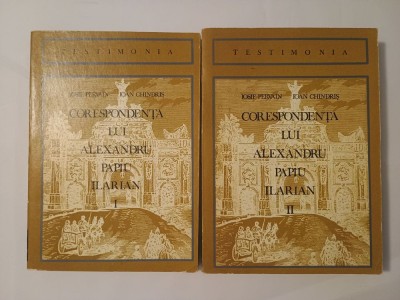 TESTIMONIA
IOSIF PERVAIN IOAN CHINDRIȘ
CORESPONDENȚA
LUI
ALEXANDRU
PAPIU
ILARIAN
I
TESTIMONIA
IOSIF PERVAIN IOAN CHINDRIȘ
CORESPONDENȚA
LUI
ALEXANDRU
PAPIU
ILARIAN
II